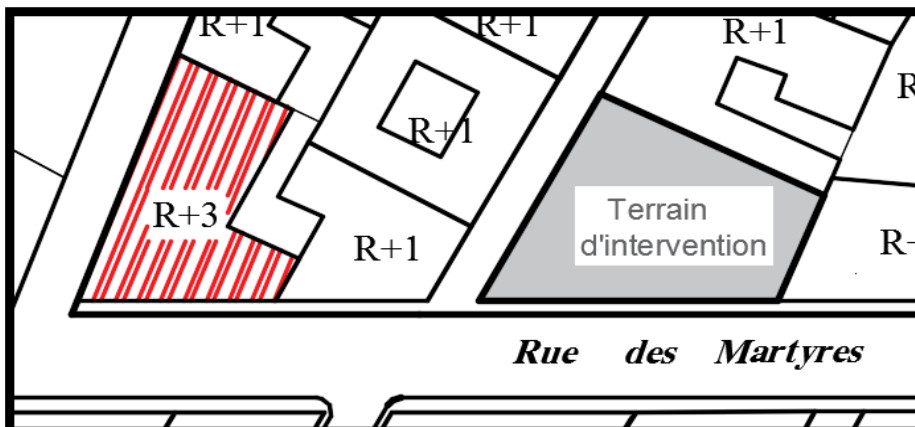 R+1
R+1
R+1
R
R+1
R+3
Terrain
d'intervention
R+1
R+
Rue des Martyres